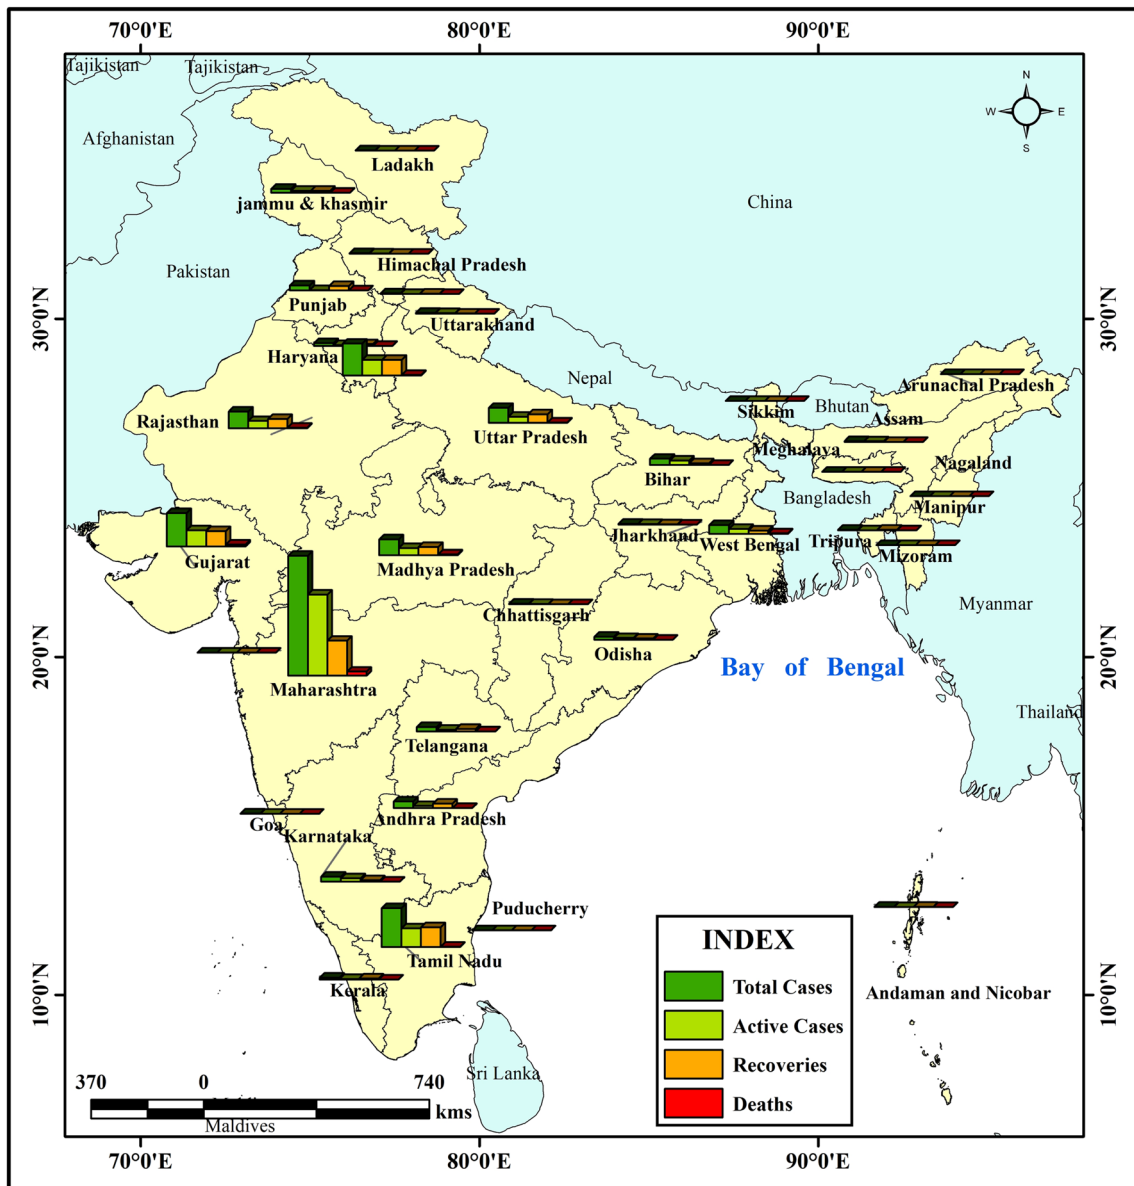 70°0'E 80°0'E 90°0'E
Tajikistan
Tajikistan
N
W E
S
Afghanistan
Ladakh
jammu & khasmir
China
Himachal Pradesh
Pakistan
Punjab
Uttarakhand
30°0'N
30°0'N
Haryana
Nepal
Arunachal Pradesh
Sikkim
Bhutan
Assam
Rajasthan
Uttar Pradesh
Meghalaya
Nagaland
Bihar
Bangladesh
Manipur
Jharkhand
West Bengal
Tripura
Mizoram
Gujarat
Madhya Pradesh
Chhattisgarh
Myanmar
Odisha
20°0'N
20°0'N
Bay of Bengal
Maharashtra
Thailand
Telangana
Andhra Pradesh
Goa
Karnataka
Puducherry
Tamil Nadu
Kerala
INDEX
Total Cases
Active Cases
Recoveries
Deaths
Andaman and Nicobar
10°0'N
10°0'N
Sri Lanka
370 0 740
kms
Maldives
70°0'E 80°0'E 90°0'E